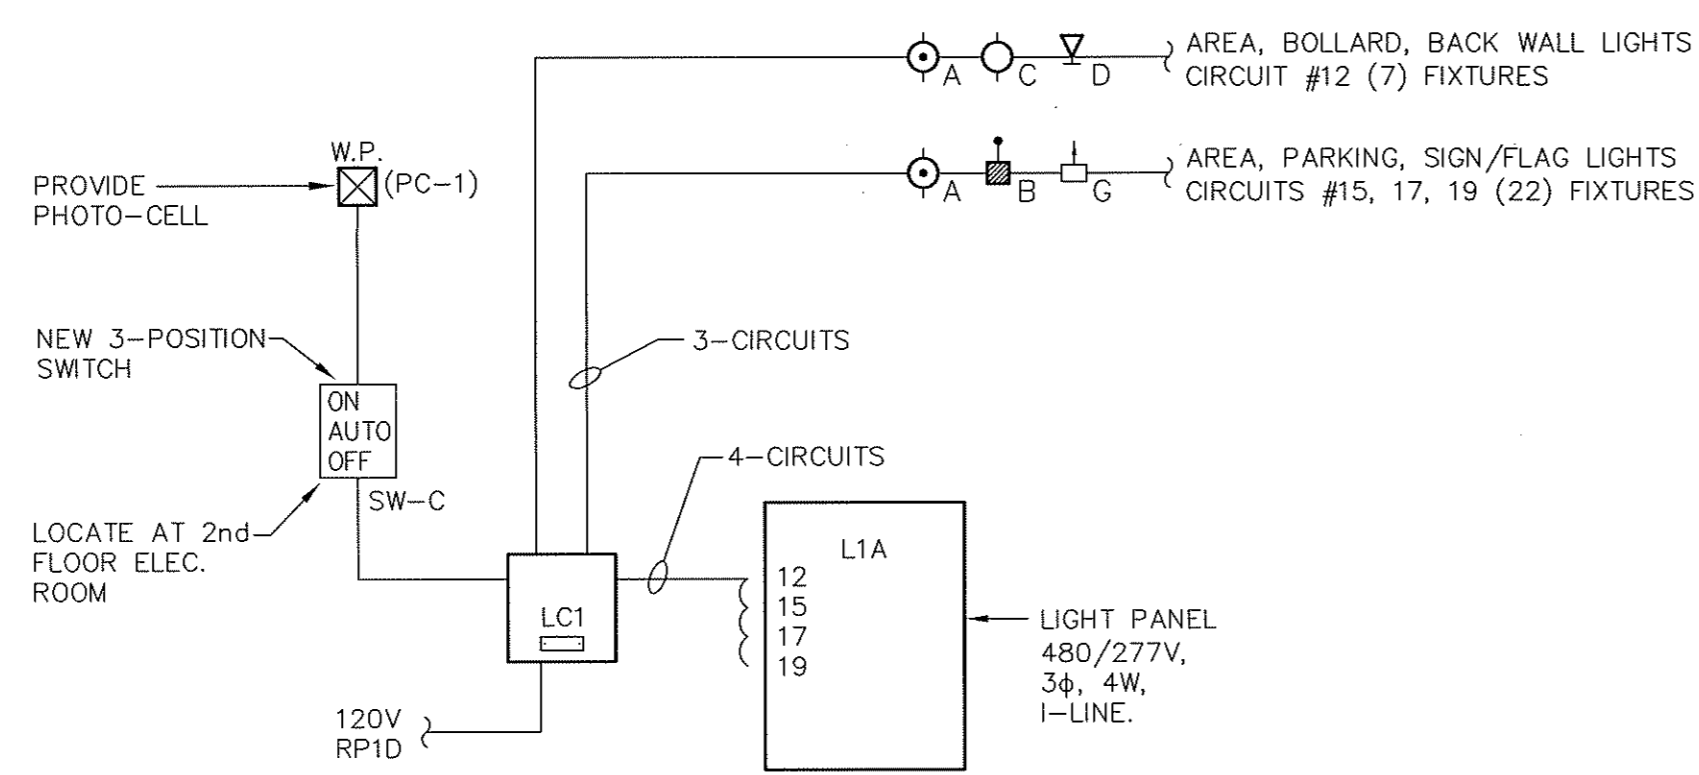 AREA, BOLLARD, BACK WALL LIGHTS
CIRCUIT #12 (7) FIXTURES
A
C
D
AREA, PARKING, SIGN/FLAG LIGHTS
CIRCUITS #15, 17, 19 (22) FIXTURES
A
B
G
W.P.
(PC-1)
PROVIDE
PHOTO-CELL
NEW 3-POSITION
SWITCH
ON
AUTO
OFF
SW-C
LOCATE AT 2nd
FLOOR ELEC.
ROOM
3-CIRCUITS
4-CIRCUITS
LC1
120V
RP1D
L1A
12
15
17
19
LIGHT PANEL
480/277V,
3ϕ, 4W,
I-LINE.